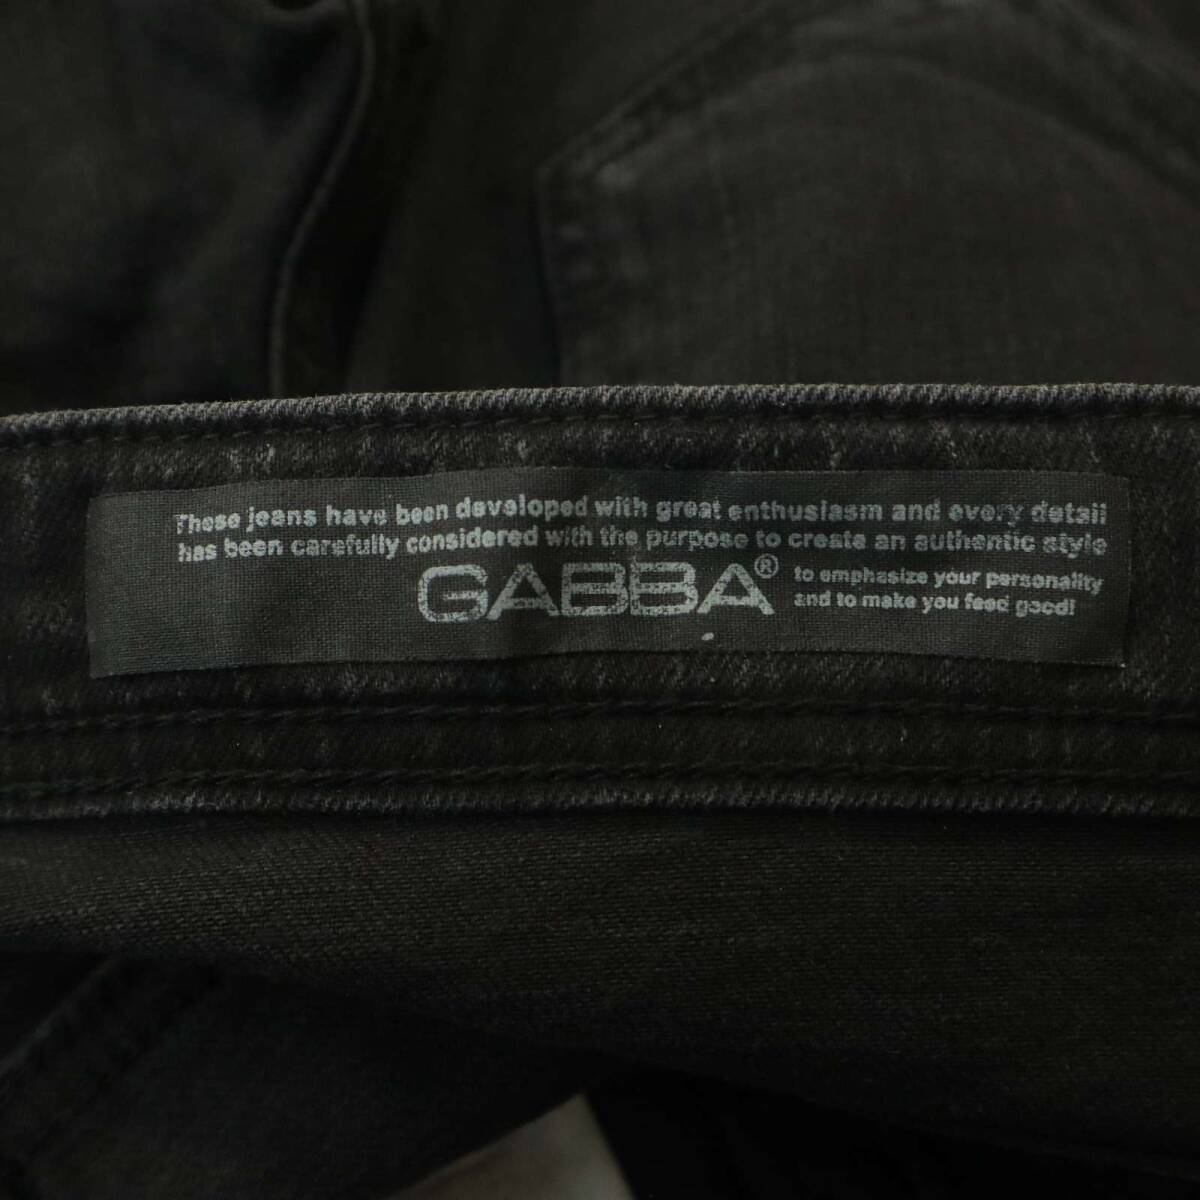 These jeans have been developed with great enthusiasm and every detail
has been carefully considered with the purpose to create an authentic style
GABBA®
to emphasize your personality
and to make you feed good!